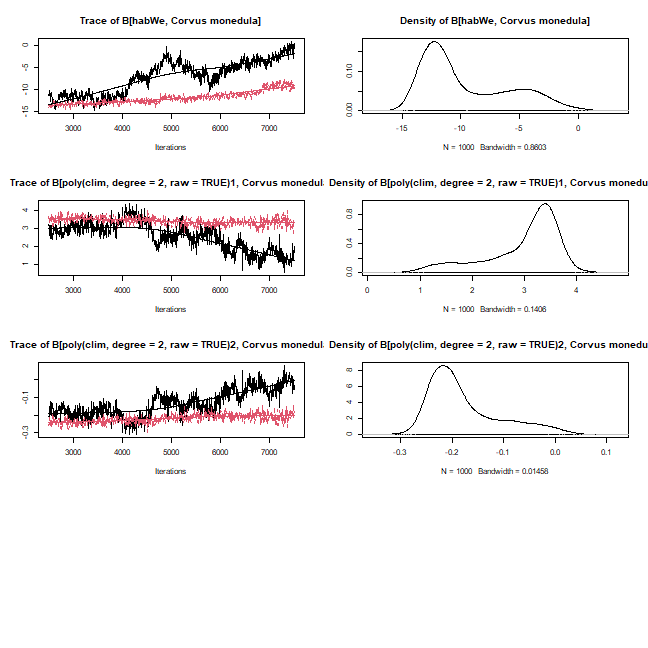 Trace of B[habWe, Corvus monedula]
Density of B[habWe, Corvus monedula]
0
-5
-10
-15
3000 4000 5000 6000 7000
Iterations
0.10
0.00
-15 -10 -5 0
N = 1000 Bandwidth = 0.8603
Trace of B[poly(clim, degree = 2, raw = TRUE)1, Corvus monedul
Density of B[poly(clim, degree = 2, raw = TRUE)1, Corvus monedu
4
3
2
1
3000 4000 5000 6000 7000
Iterations
0.8
0.4
0.0
0 1 2 3 4
N = 1000 Bandwidth = 0.1406
Trace of B[poly(clim, degree = 2, raw = TRUE)2, Corvus monedul
Density of B[poly(clim, degree = 2, raw = TRUE)2, Corvus monedu
-0.1
-0.3
3000 4000 5000 6000 7000
Iterations
8
6
4
2
0
-0.3 -0.2 -0.1 0.0 0.1
N = 1000 Bandwidth = 0.01458